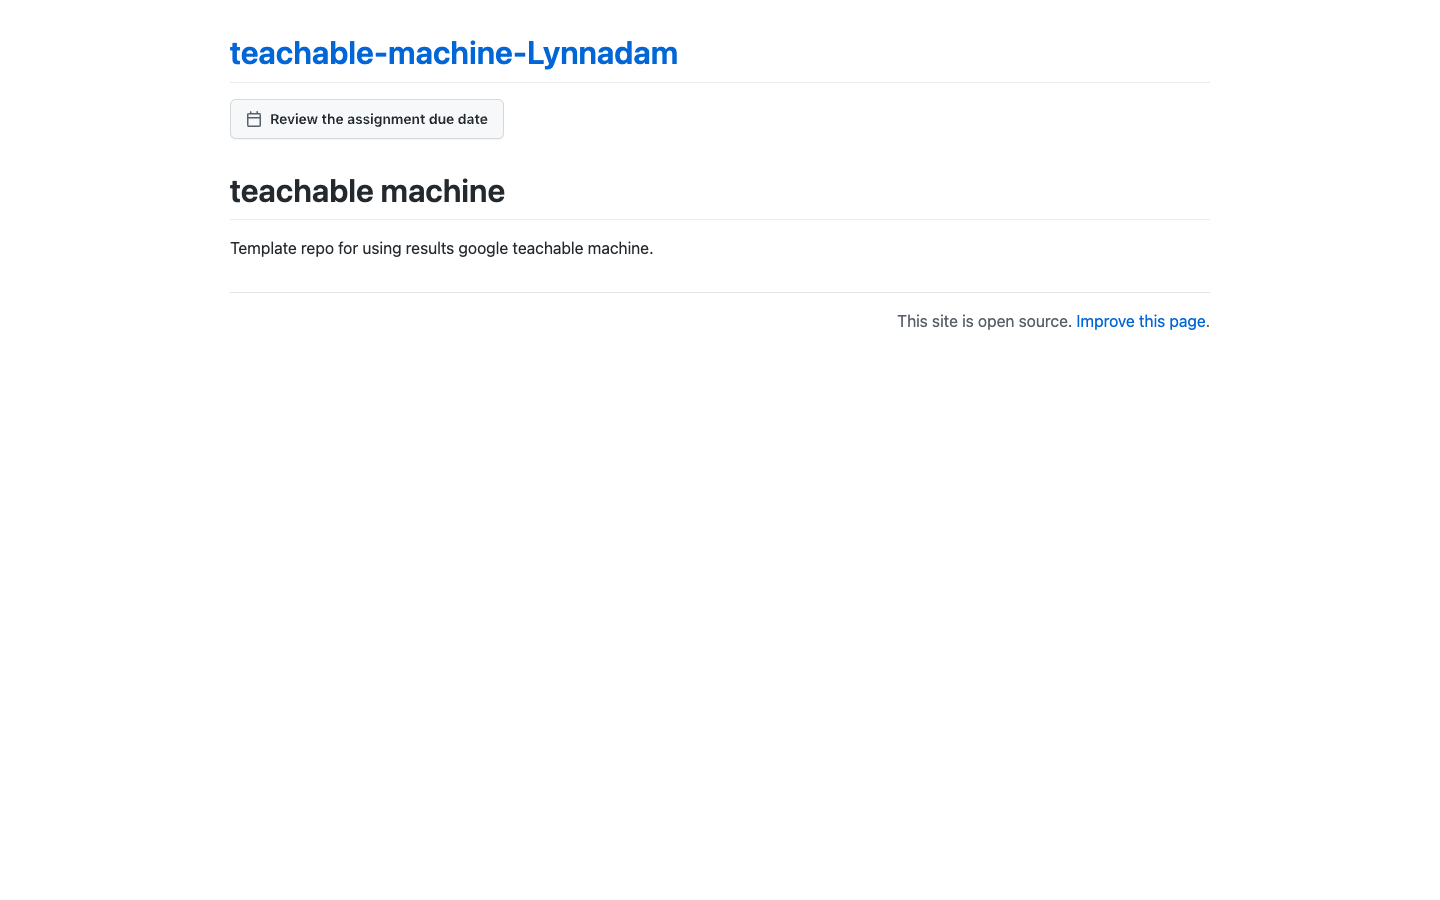 teachable-machine-Lynnadam
Review the assignment due date
teachable machine
Template repo for using results google teachable machine.
This site is open source. Improve this page.